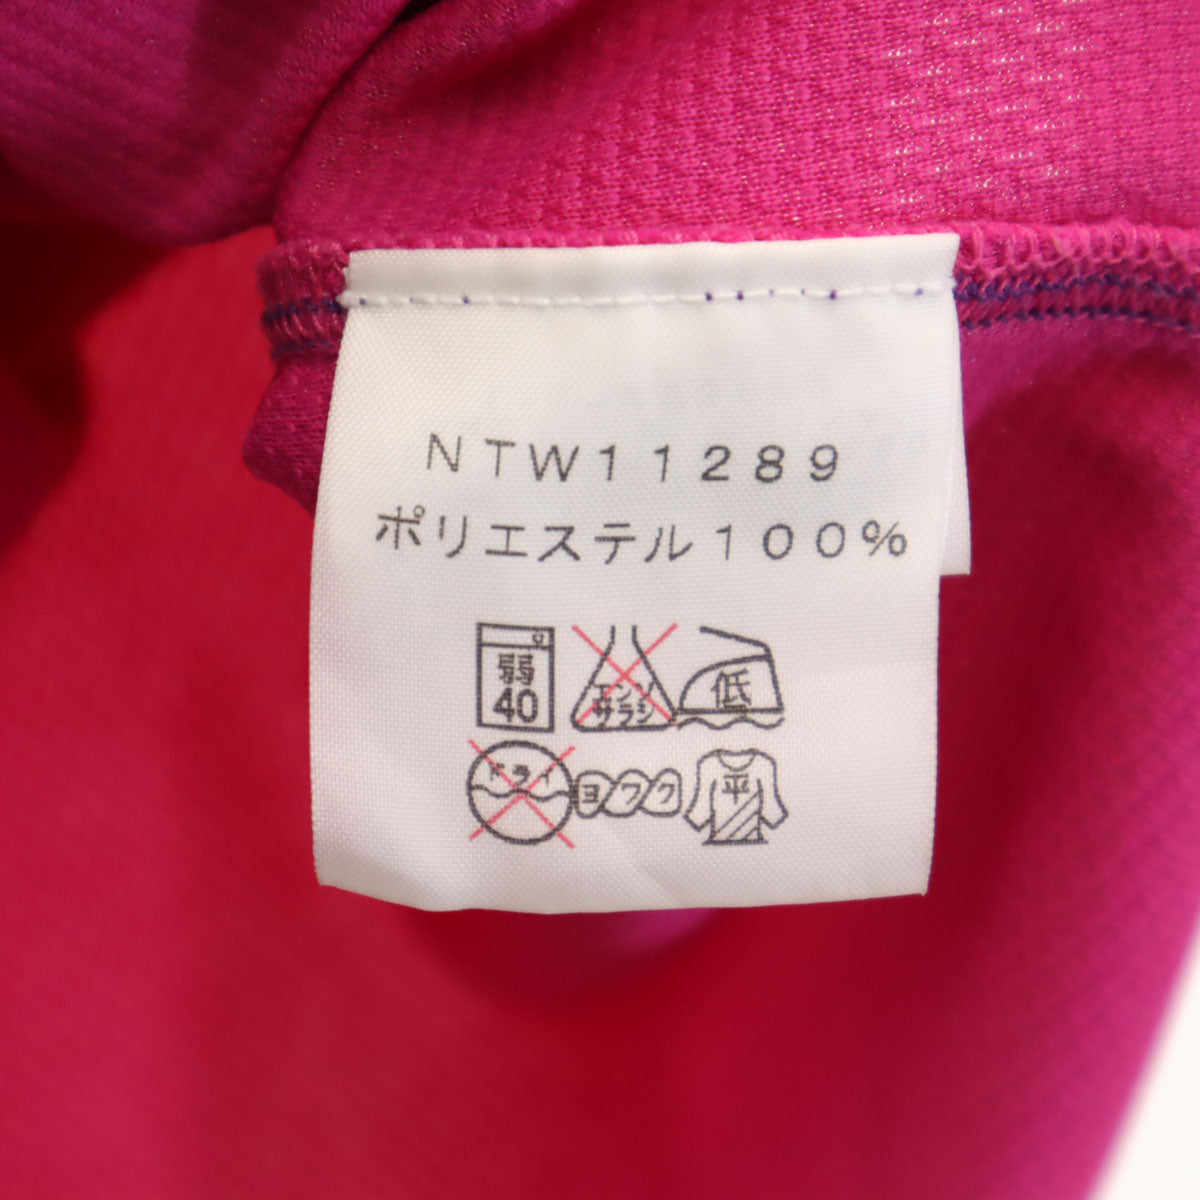 NTW11289
ポリエステル100%
弱
40
エンソ
サラシ
低
ドライ
ヨワク
平